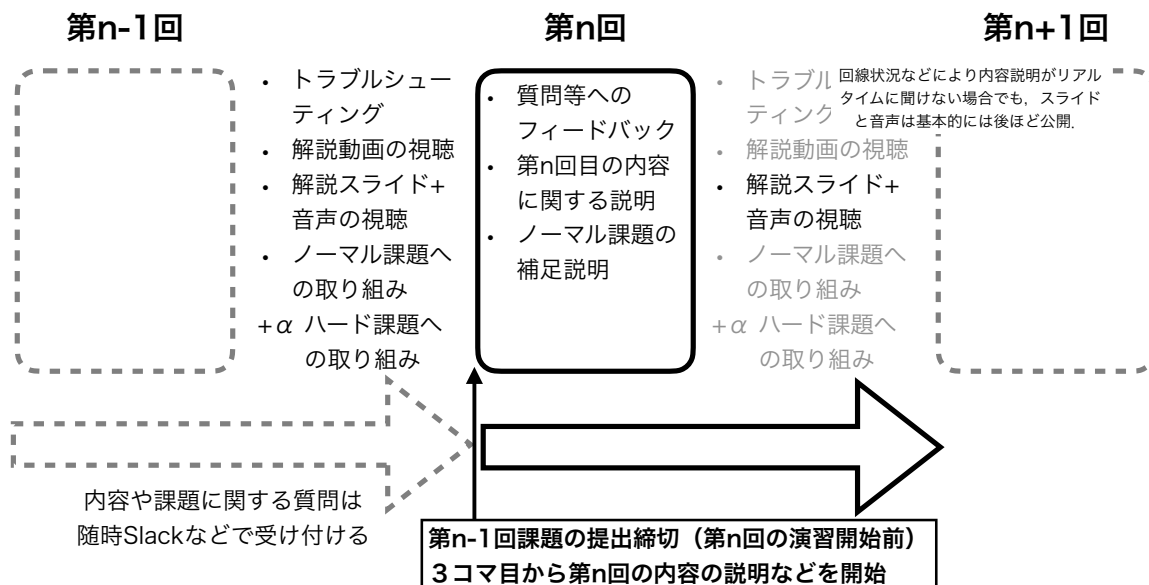 第n-1回
第n回
第n+1回
・ トラブルシュー
ティング
・ 解説動画の視聴
・ 解説スライド+
音声の視聴
・ ノーマル課題へ
の取り組み
+α ハード課題へ
の取り組み
・ 質問等への
フィードバック
・ 第n回目の内容
に関する説明
・ ノーマル課題の
補足説明
・ トラブル
ティング
・ 解説動画の視聴
・ 解説スライド+
音声の視聴
・ ノーマル課題へ
の取り組み
+α ハード課題へ
の取り組み
回線状況などにより内容説明がリアル
タイムに聞けない場合でも，スライド
と音声は基本的には後ほど公開．
内容や課題に関する質問は
随時Slackなどで受け付ける
第n-1回課題の提出締切（第n回の演習開始前）
３コマ目から第n回の内容の説明などを開始